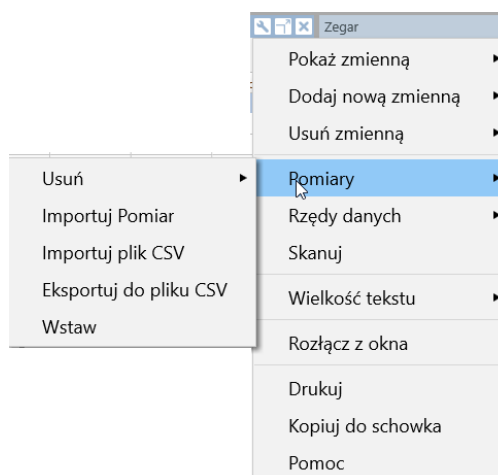 Zegar
Pokaż zmienną
Dodaj nową zmienną
Usuń zmienną
Pomiary
Rzędy danych
Skanuj
Wielkość tekstu
Rozłącz z okna
Drukuj
Kopiuj do schowka
Pomoc
Usuń
Importuj Pomiar
Importuj plik CSV
Eksportuj do pliku CSV
Wstaw